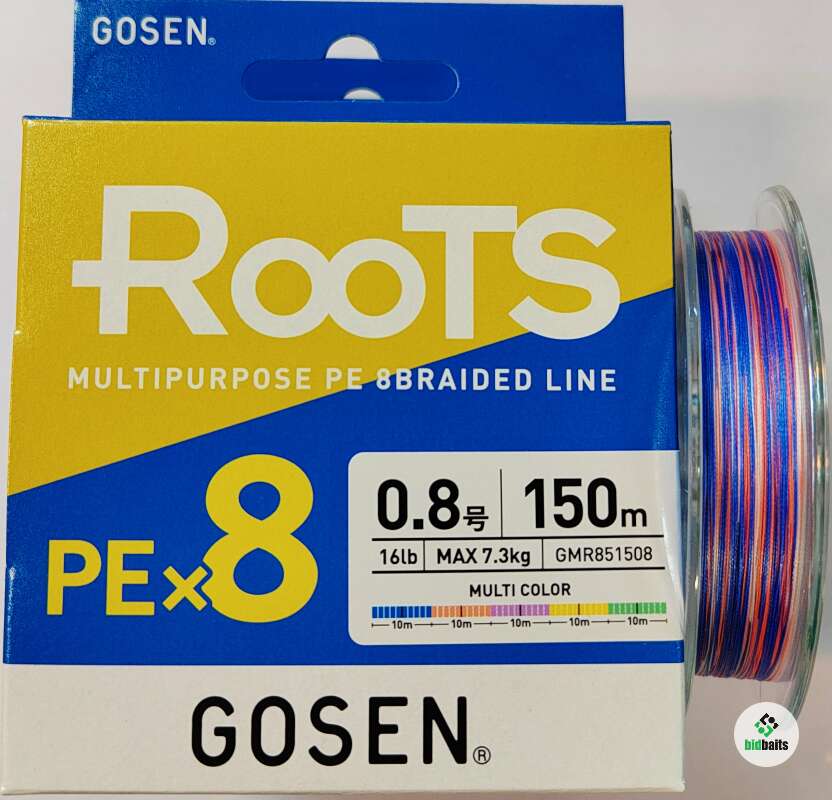 GOSEN®
ROOTS
MULTIPURPOSE PE 8BRAIDED LINE
PE×8
0.8号 150m
16lb MAX 7.3kg GMR851508
MULTI COLOR
10m 10m 10m 10m 10m
GOSEN®
bidbaits